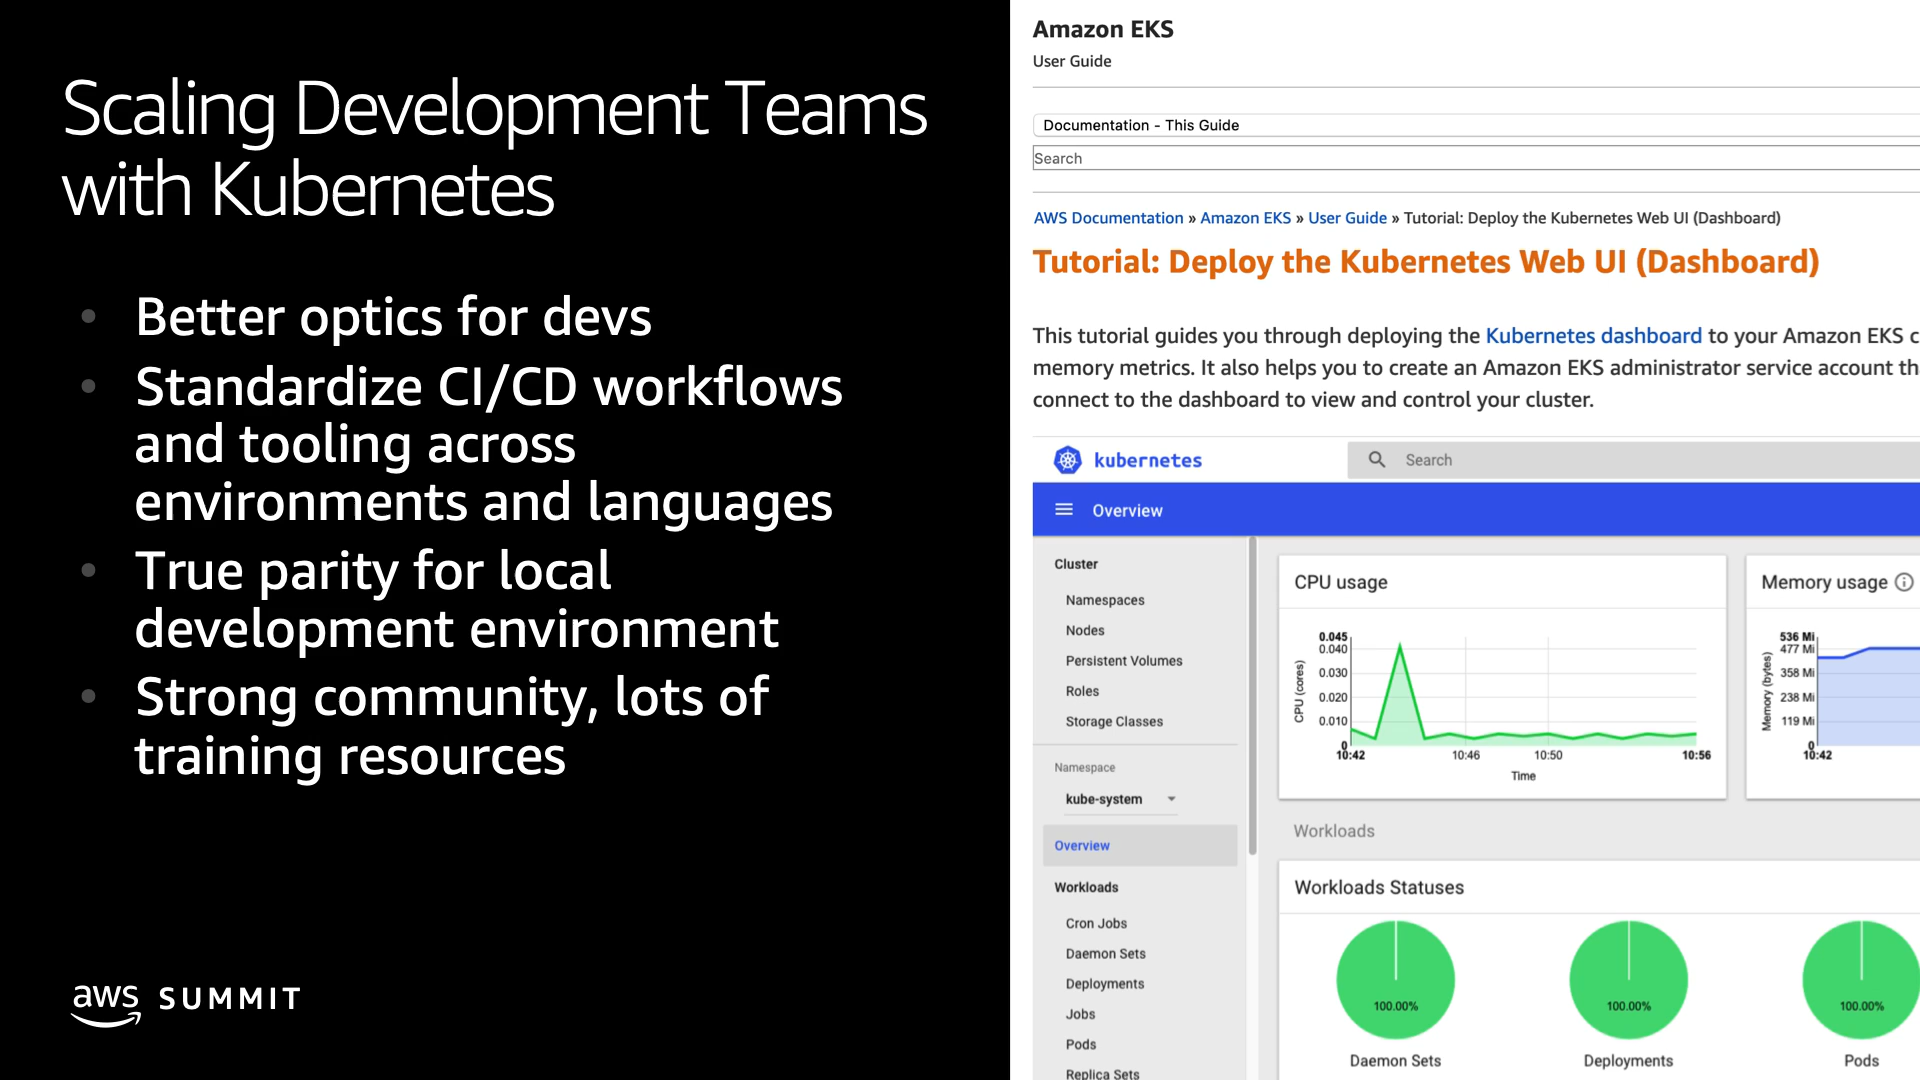 Scaling Development Teams
with Kubernetes
• Better optics for devs
• Standardize CI/CD workflows
and tooling across
environments and languages
• True parity for local
development environment
• Strong community, lots of
training resources
aws SUMMIT
Amazon EKS
User Guide
Documentation - This Guide
Search
AWS Documentation » Amazon EKS » User Guide » Tutorial: Deploy the Kubernetes Web UI (Dashboard)
Tutorial: Deploy the Kubernetes Web UI (Dashboard)
This tutorial guides you through deploying the Kubernetes dashboard to your Amazon EKS c
memory metrics. It also helps you to create an Amazon EKS administrator service account tha
connect to the dashboard to view and control your cluster.
kubernetes
Search
Overview
Cluster
Namespaces
Nodes
Persistent Volumes
Roles
Storage Classes
Namespace
kube-system
Overview
Workloads
Cron Jobs
Daemon Sets
Deployments
Jobs
Pods
Replica Sets
CPU usage
CPU (cores)
0.045
0.040
0.030
0.020
0.010
0
10:42
10:46
10:50
10:56
Time
Memory usage
Memory (bytes)
536 Mi
477 Mi
358 Mi
238 Mi
119 Mi
0
10:42
Workloads
Workloads Statuses
100.00%
100.00%
100.00%
Daemon Sets
Deployments
Pods